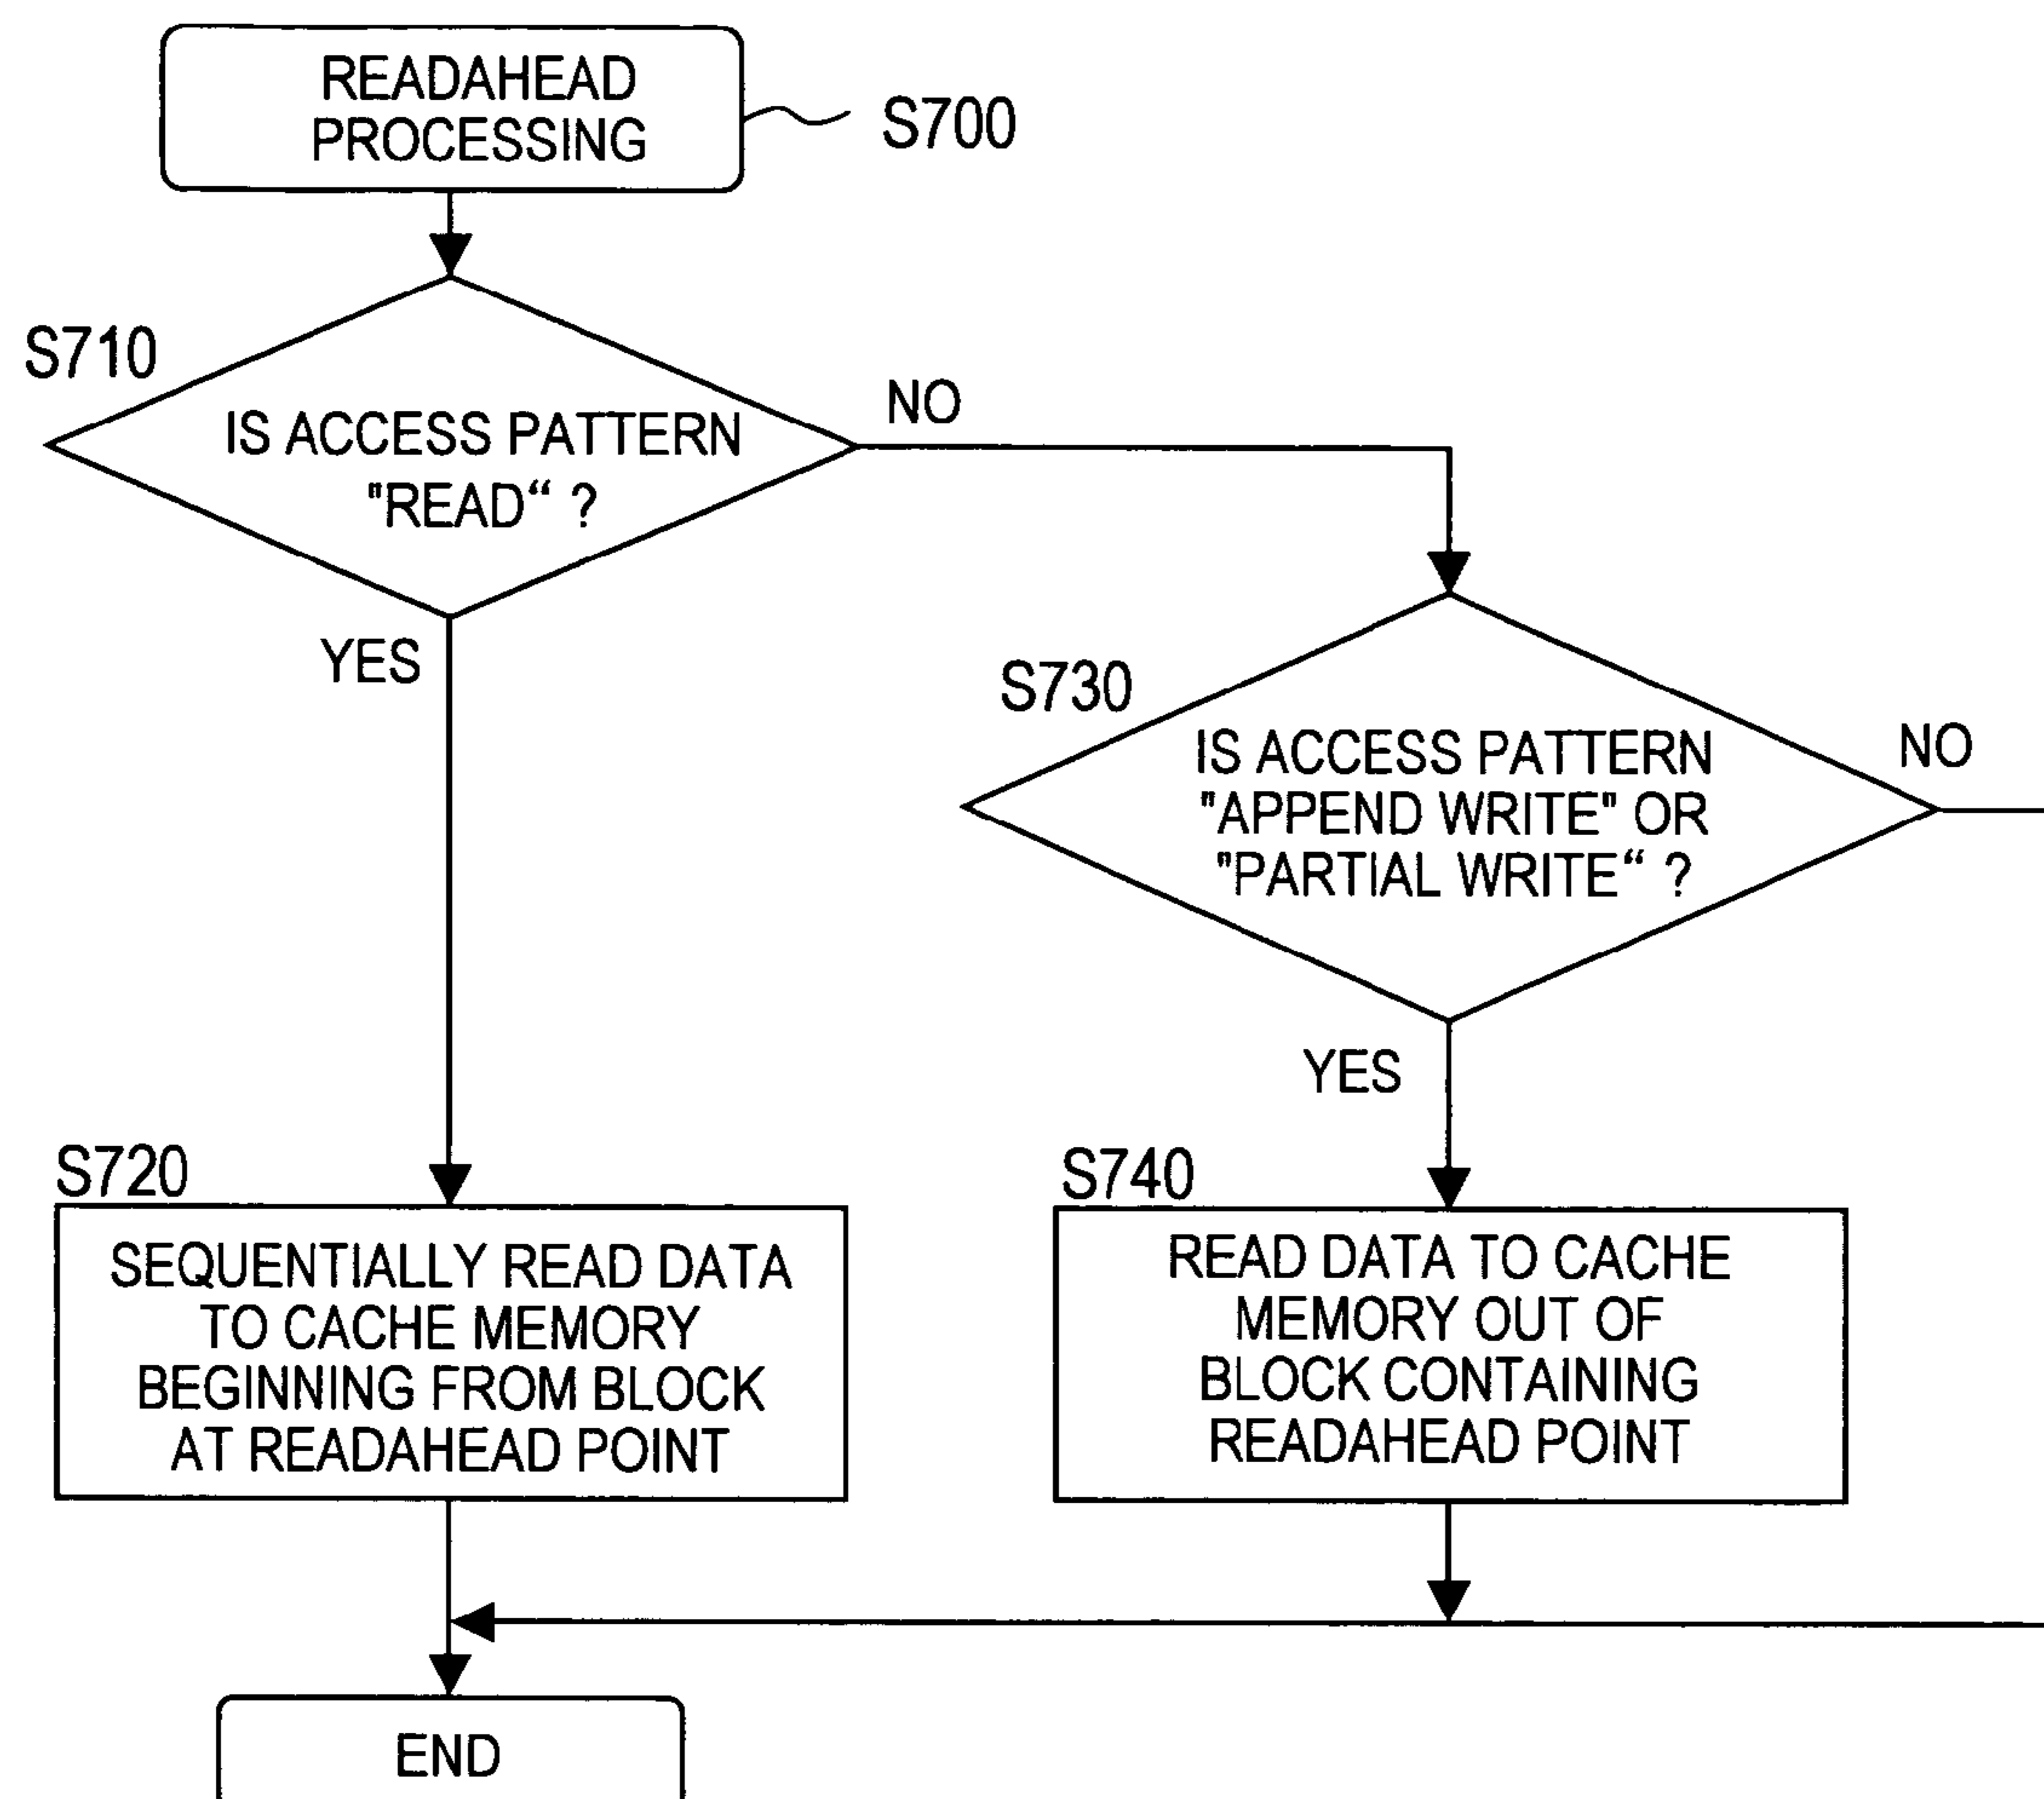 READAHEAD
PROCESSING
S700
S710
IS ACCESS PATTERN
"READ“ ?
NO
YES
S730
IS ACCESS PATTERN
"APPEND WRITE" OR
"PARTIAL WRITE“ ?
NO
YES
S720
SEQUENTIALLY READ DATA
TO CACHE MEMORY
BEGINNING FROM BLOCK
AT READAHEAD POINT
S740
READ DATA TO CACHE
MEMORY OUT OF
BLOCK CONTAINING
READAHEAD POINT
END